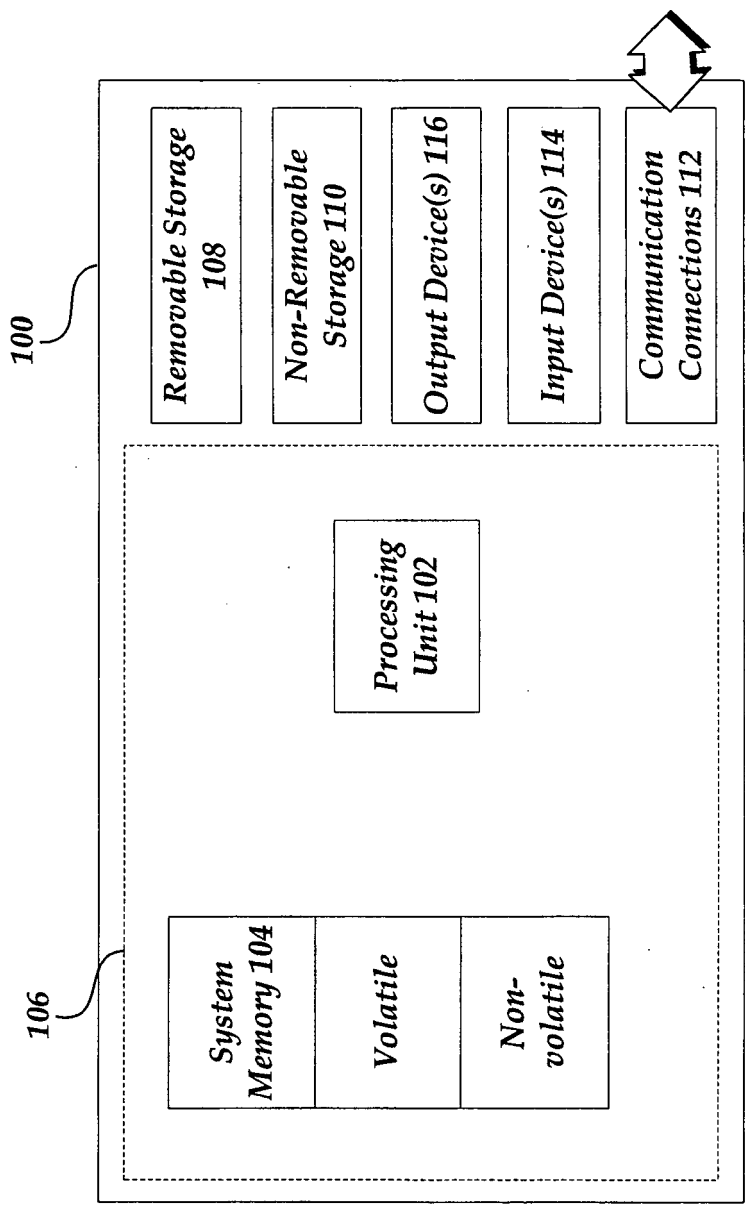 100
106
System
Memory 104
Volatile
Non-
volatile
Processing
Unit 102
Removable Storage
108
Non-Removable
Storage 110
Output Device(s) 116
Input Device(s) 114
Communication
Connections 112